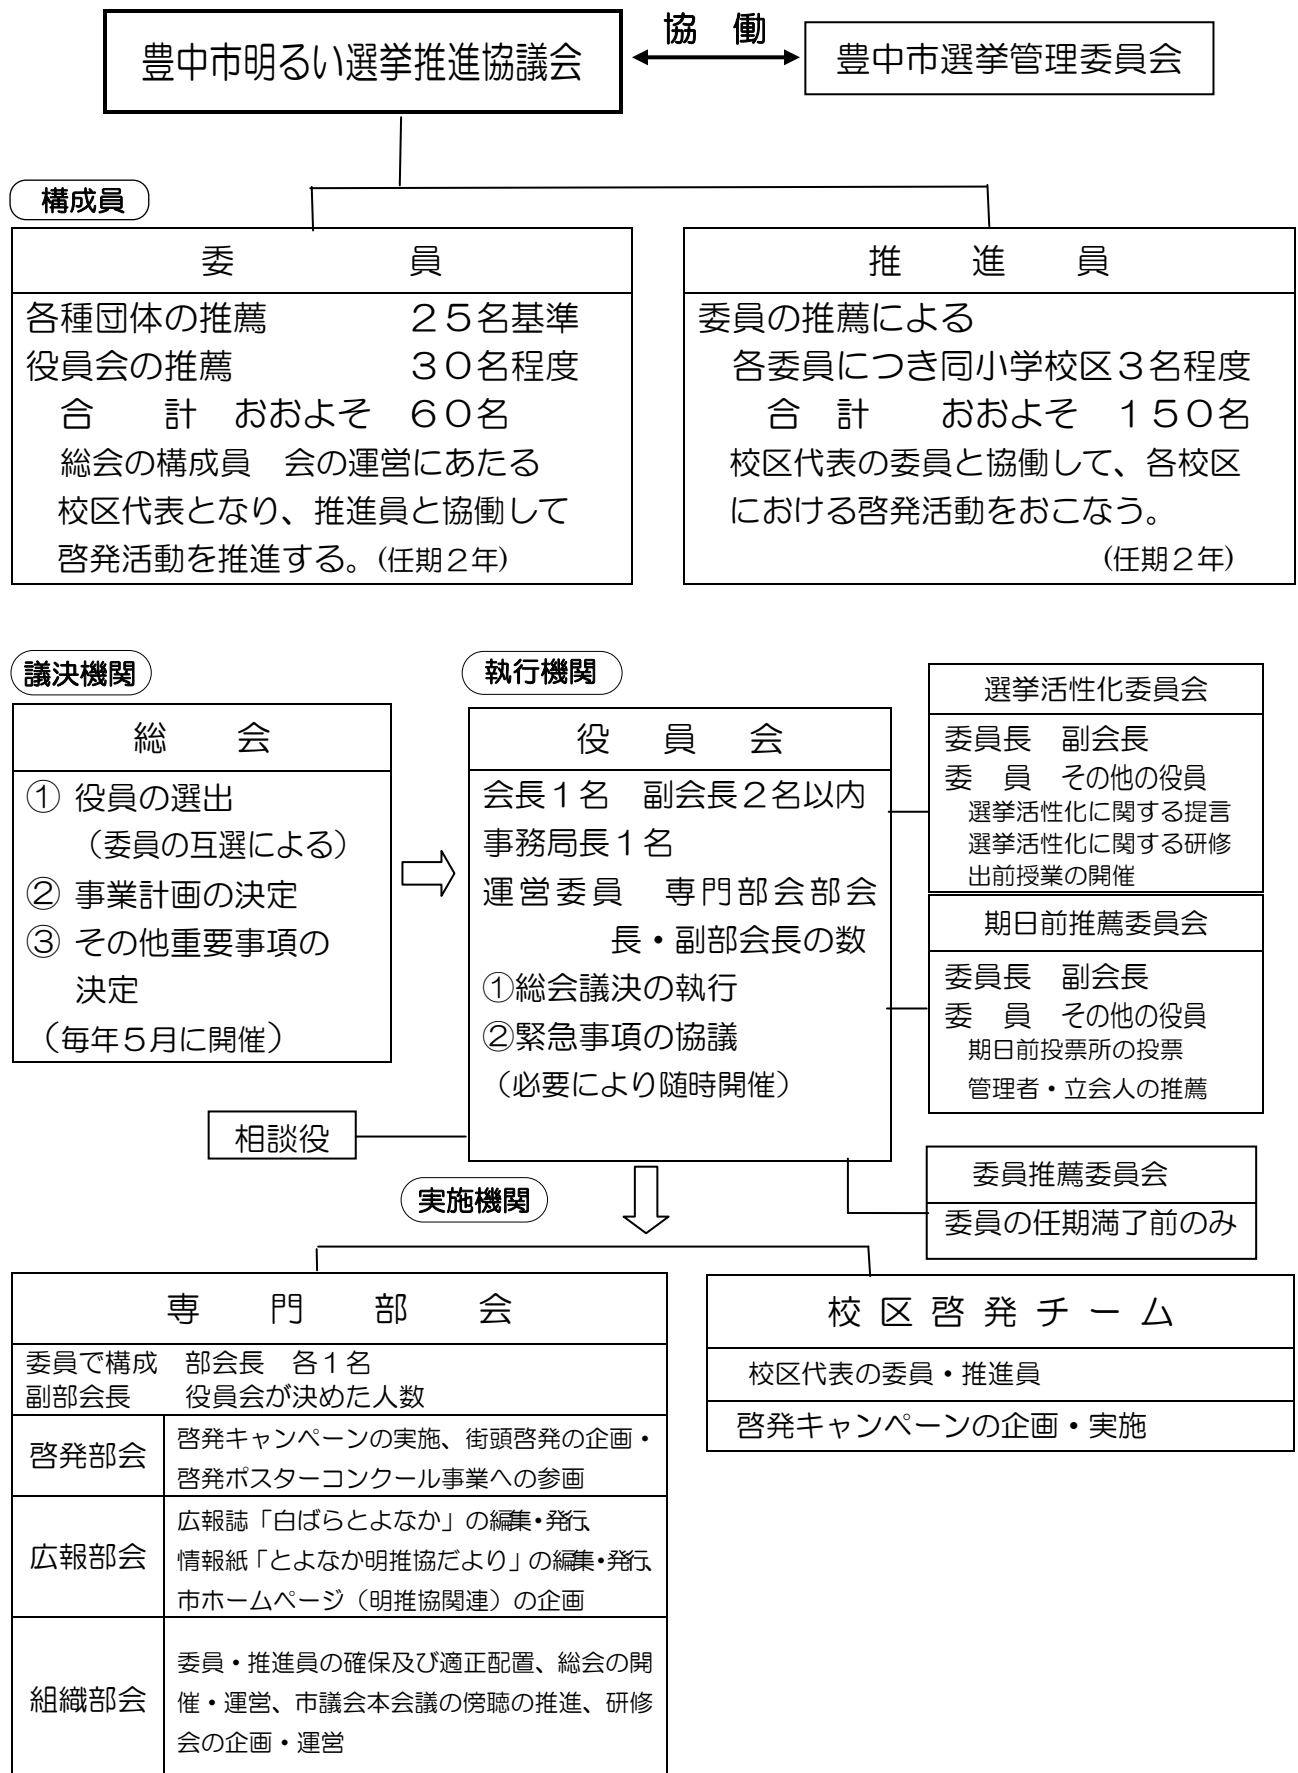 豊中市明るい選挙推進協議会
協　働
豊中市選挙管理委員会
構成員
委　員
各種団体の推薦　２５名基準
役員会の推薦　３０名程度
合　計　おおよそ　６０名
総会の構成員　会の運営にあたる
校区代表となり、推進員と協働して
啓発活動を推進する。(任期２年)
推　進　員
委員の推薦による
各委員につき同小学校区３名程度
合　計　おおよそ　１５０名
校区代表の委員と協働して、各校区
における啓発活動をおこなう。
(任期２年)
議決機関
総　会
① 役員の選出
（委員の互選による）
② 事業計画の決定
③ その他重要事項の
決定
（毎年５月に開催）
執行機関
役　員　会
会長１名　副会長２名以内
事務局長１名
運営委員　専門部会部会
長・副部会長の数
①総会議決の執行
②緊急事項の協議
（必要により随時開催）
相談役
選挙活性化委員会
委員長　副会長
委　員　その他の役員
選挙活性化に関する提言
選挙活性化に関する研修
出前授業の開催
期日前推薦委員会
委員長　副会長
委　員　その他の役員
期日前投票所の投票
管理者・立会人の推薦
委員推薦委員会
委員の任期満了前のみ
実施機関
専　門　部　会
委員で構成　部会長　各１名
副部会長　役員会が決めた人数
啓発部会
啓発キャンペーンの実施、街頭啓発の企画・
啓発ポスターコンクール事業への参画
広報部会
広報誌「白ばらとよなか」の編集・発行、
情報紙「とよなか明推協だより」の編集・発行、
市ホームページ（明推協関連）の企画
組織部会
委員・推進員の確保及び適正配置、総会の開
催・運営、市議会本会議の傍聴の推進、研修
会の企画・運営
校区啓発チーム
校区代表の委員・推進員
啓発キャンペーンの企画・実施